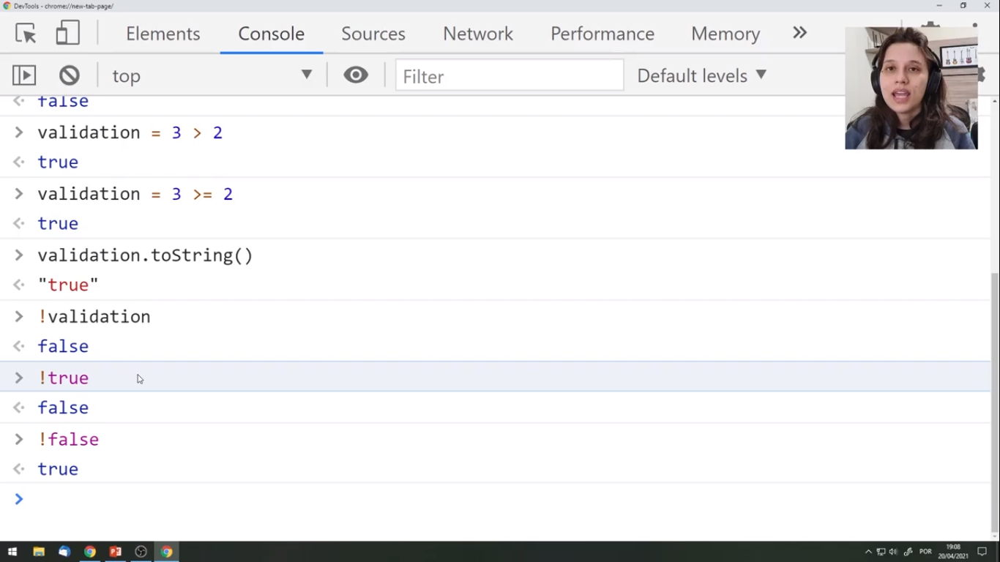 DevTools - chrome://new-tab-page/
Elements Console Sources Network Performance Memory »
top Filter Default levels
false
> validation = 3 > 2
true
> validation = 3 >= 2
true
> validation.toString()
"true"
> !validation
false
> !true
false
> !false
true
>
POR 19:08
20/04/2021